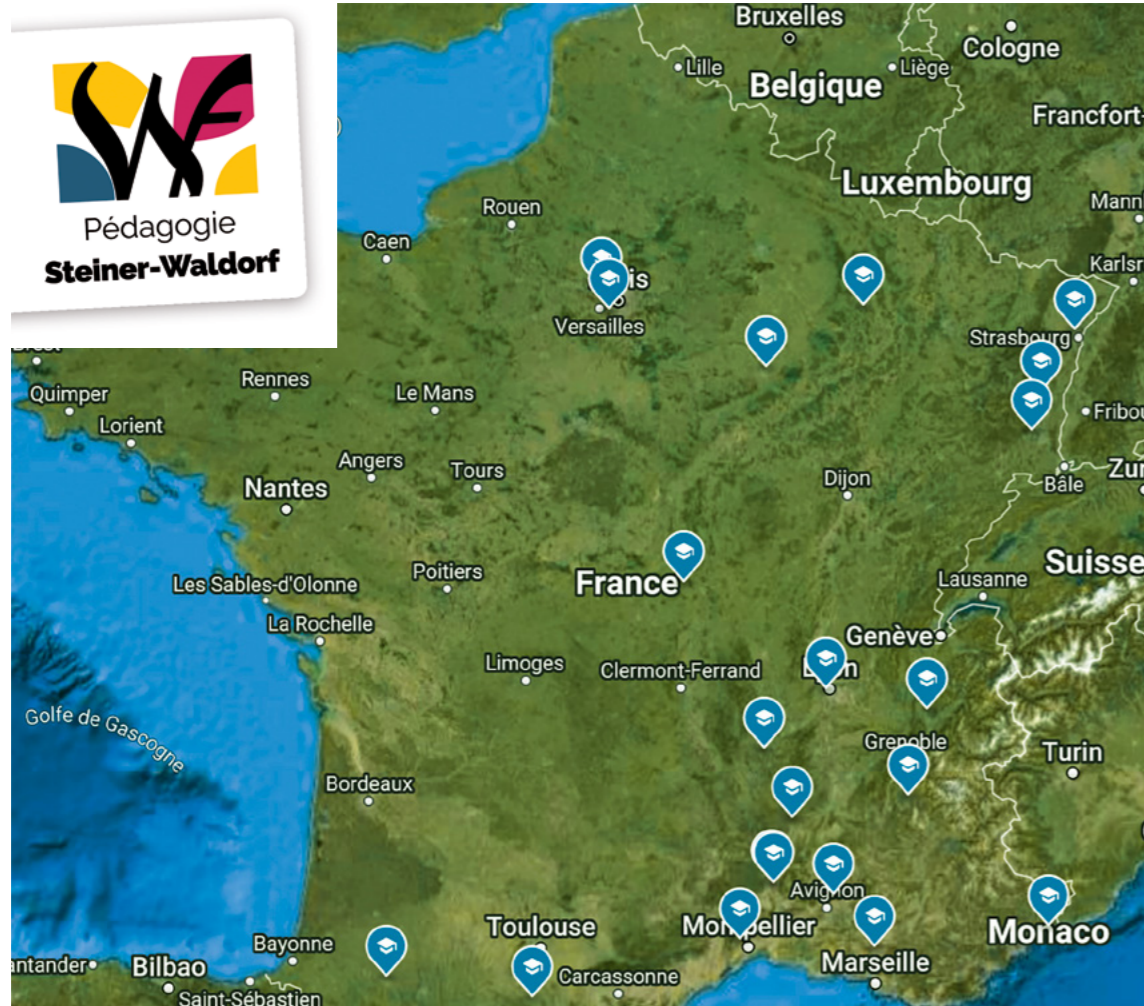 Pédagogie
Steiner-Waldorf
Bruxelles
Cologne
Lille
Liège
Belgique
Francfort-
Luxembourg
Rouen
Caen
Versailles
Strasbourg
Rennes
Le Mans
Quimper
Lorient
Angers
Tours
Nantes
Dijon
Bâle
Poitiers
France
Suisse
Lausanne
Les Sables-d'Olonne
La Rochelle
Genève
Limoges
Clermont-Ferrand
Golfe de Gascogne
Grenoble
Turin
Bordeaux
Avignon
Toulouse
Montpellier
Monaco
Bayonne
Bilbao
Marseille
Carcassonne
Saint-Sébastien